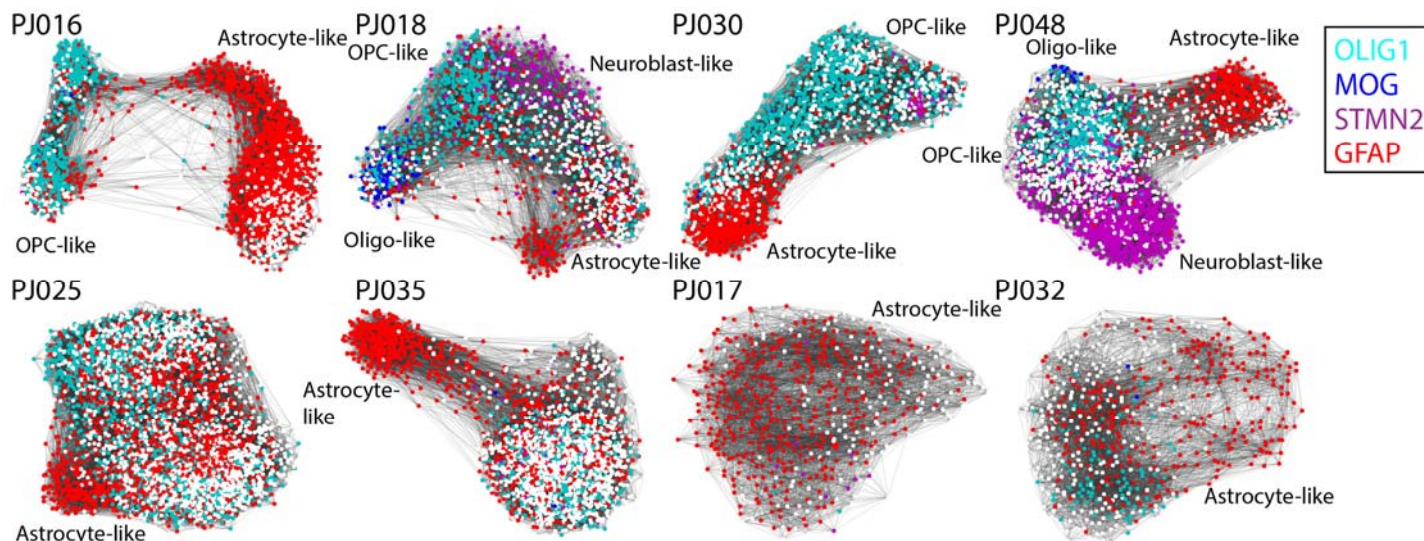 PJ016
Astrocyte-like
OPC-like
PJ018
OPC-like
Neuroblast-like
Oligo-like
Astrocyte-like
PJ030
OPC-like
OPC-like
Astrocyte-like
PJ048
Oligo-like
Astrocyte-like
Neuroblast-like
OLIG1
MOG
STMN2
GFAP
PJ025
Astrocyte-like
PJ035
Astrocyte-
like
PJ017
Astrocyte-like
PJ032
Astrocyte-like